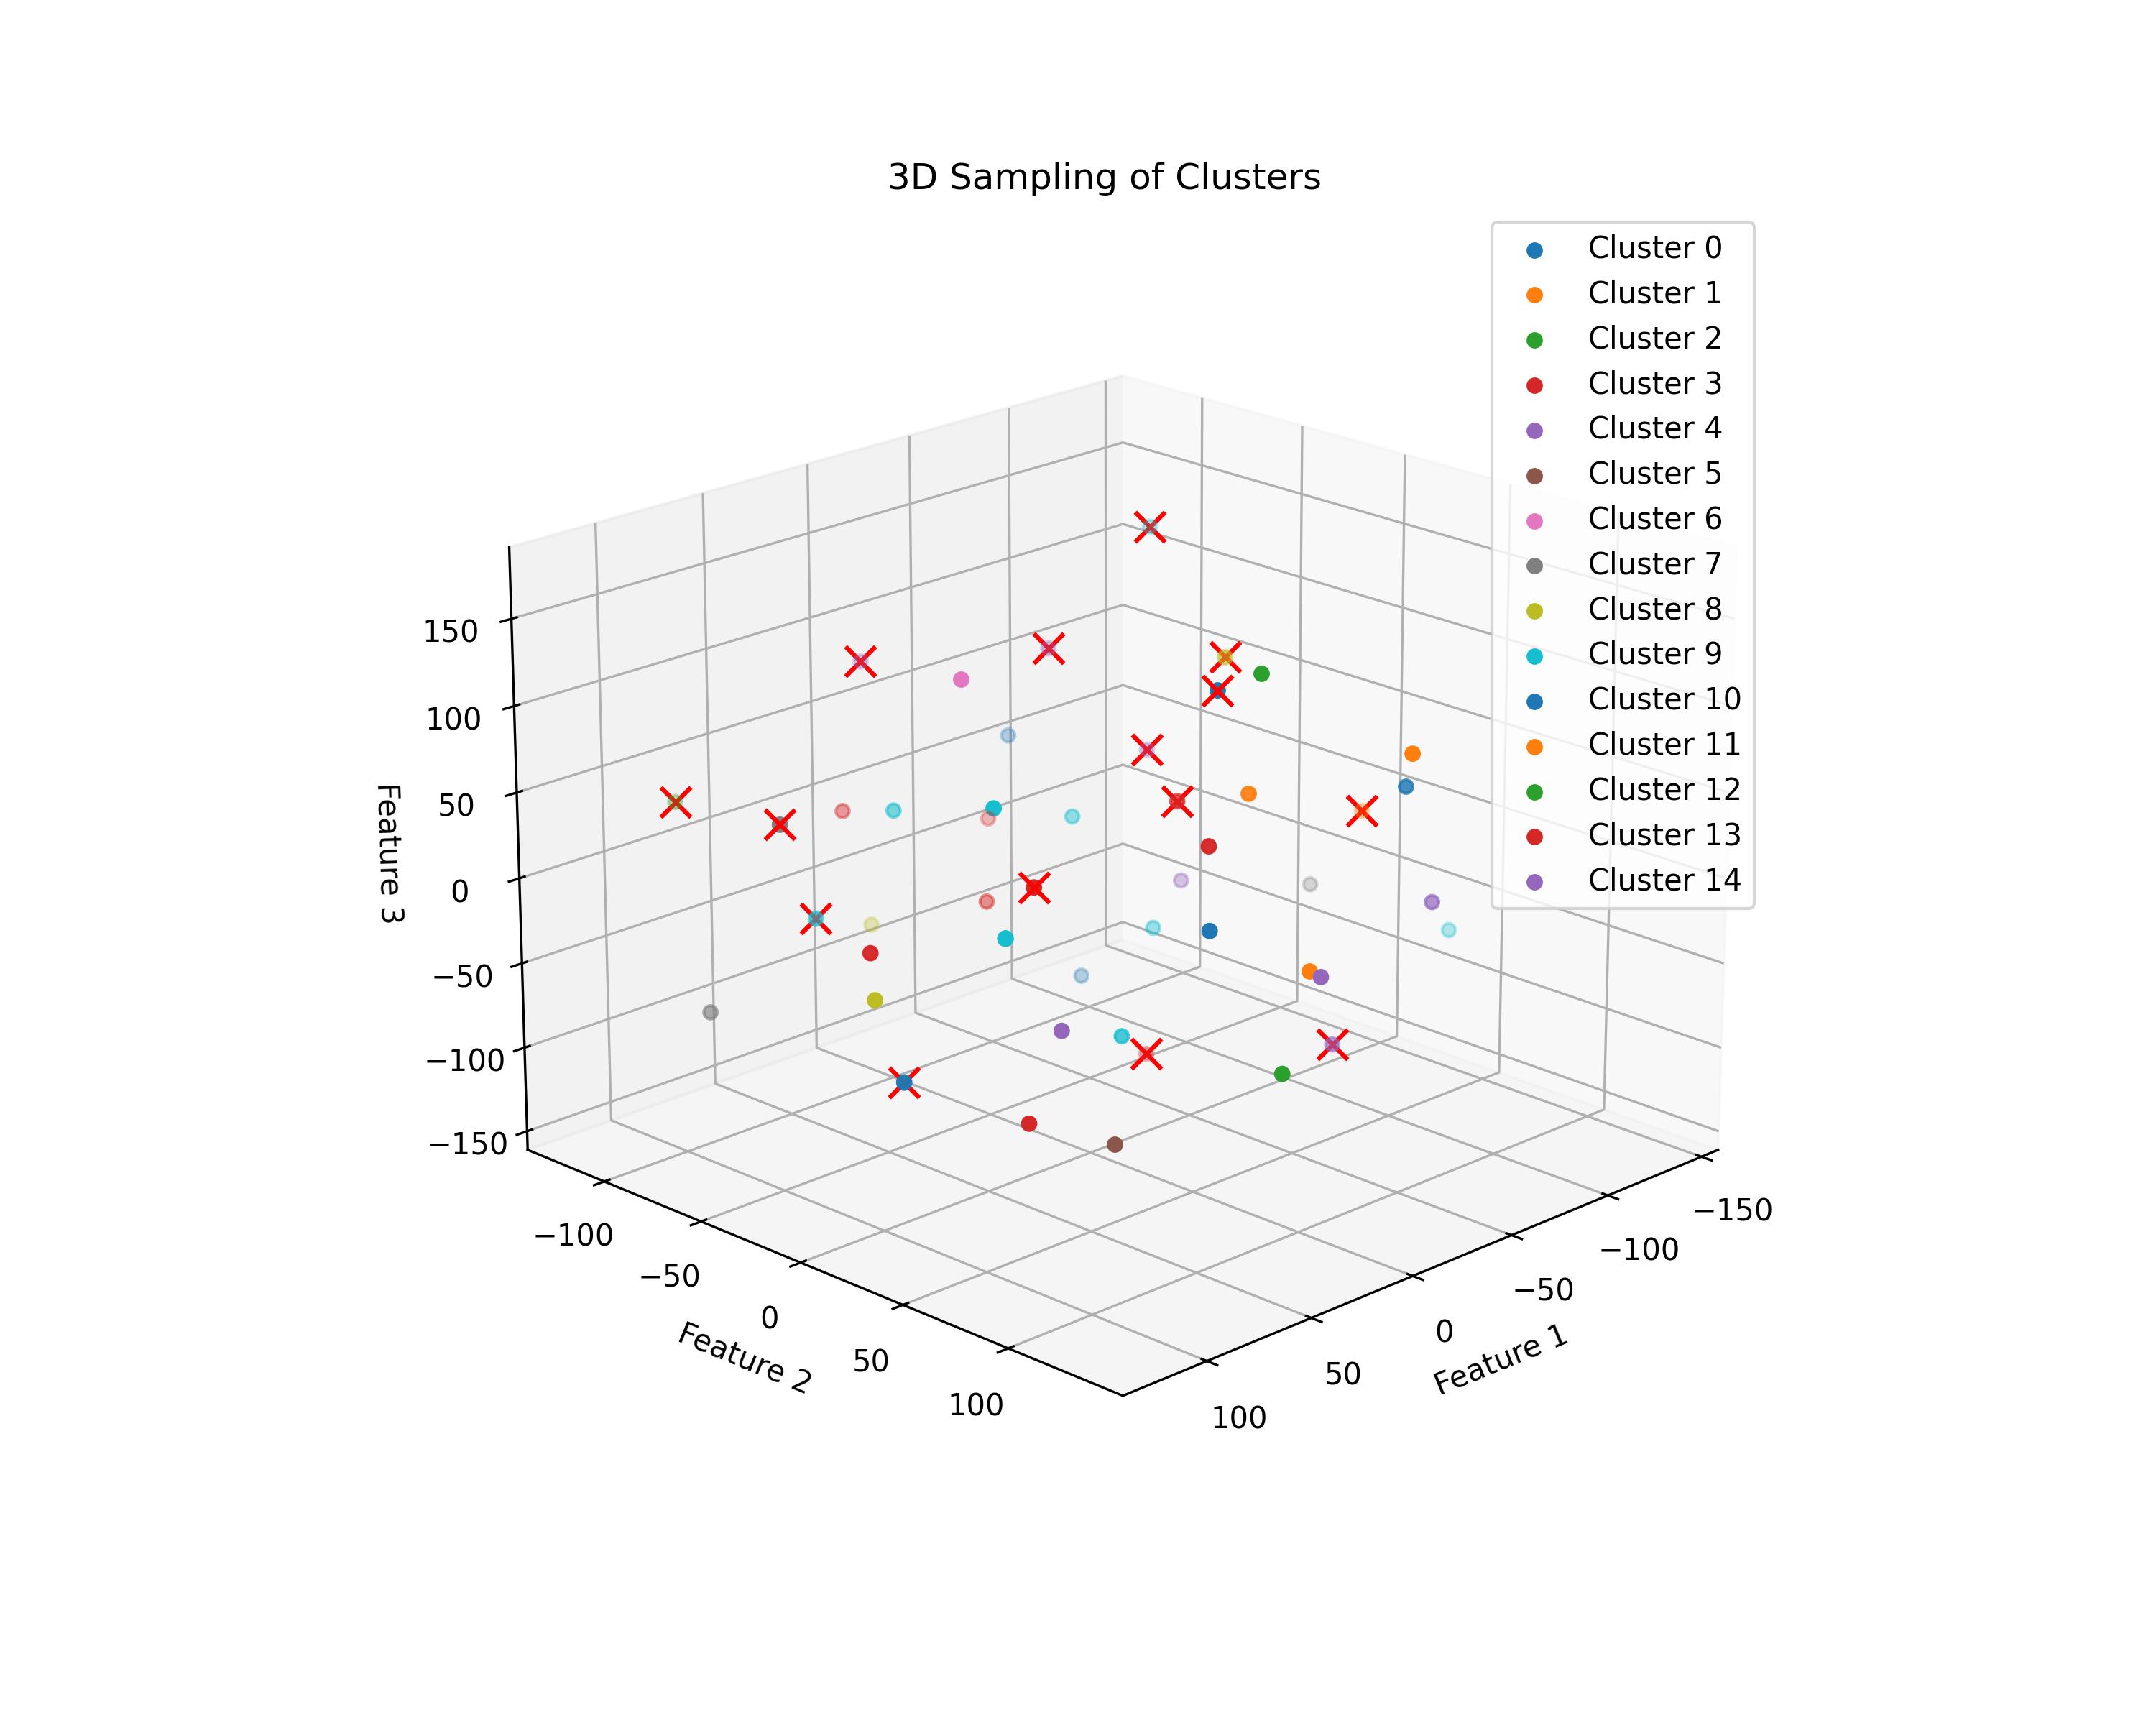 3D Sampling of Clusters
Cluster 0
Cluster 1
Cluster 2
Cluster 3
Cluster 4
Cluster 5
Cluster 6
Cluster 7
Cluster 8
Cluster 9
Cluster 10
Cluster 11
Cluster 12
Cluster 13
Cluster 14
150
100
50
0
−50
−100
−150
Feature 3
−100
−50
0
50
100
Feature 2
−150
−100
−50
0
50
100
Feature 1